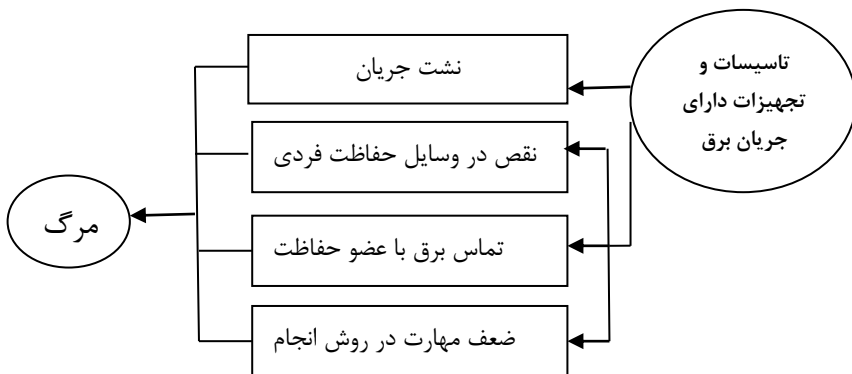 تاسیسات و
تجهیزات دارای
جریان برق
نشت جریان
نقص در وسایل حفاظت فردی
تماس برق با عضو حفاظت
ضعف مهارت در روش انجام
مرگ